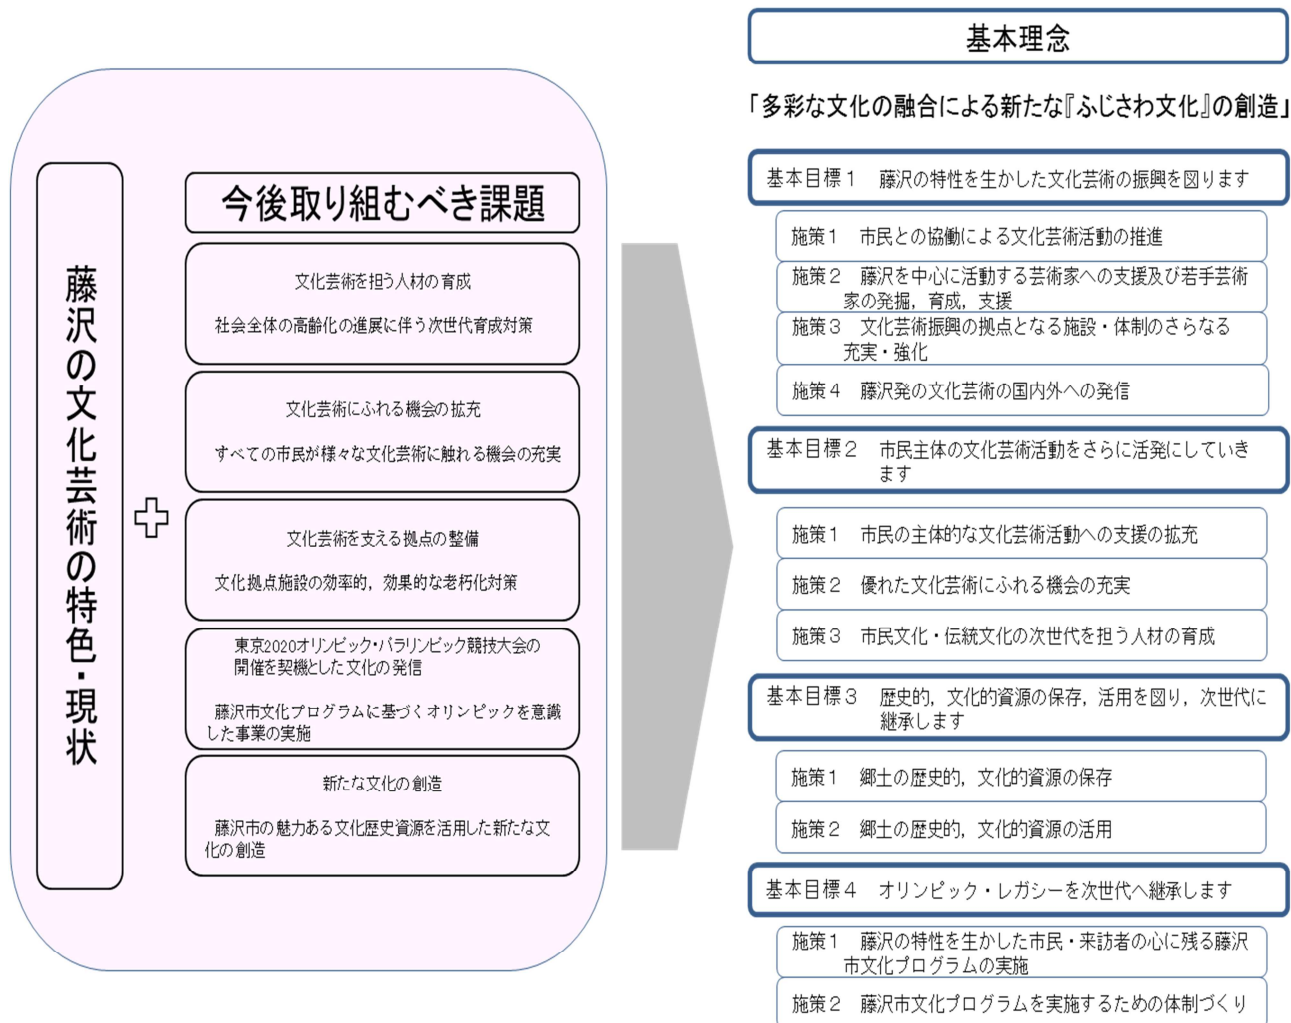 藤沢の文化芸術の特色・現状
今後取り組むべき課題
文化芸術を担う人材の育成
社会全体の高齢化の進展に伴う次世代育成対策
文化芸術にふれる機会の拡充
すべての市民が様々な文化芸術に触れる機会の充実
文化芸術を支える拠点の整備
文化拠点施設の効率的，効果的な老朽化対策
東京2020オリンピック・パラリンピック競技大会の
開催を契機とした文化の発信
藤沢市文化プログラムに基づくオリンピックを意識
した事業の実施
新たな文化の創造
藤沢市の魅力ある文化歴史資源を活用した新たな文
化の創造
基本理念
「多彩な文化の融合による新たな『ふじさわ文化』の創造」
基本目標１　藤沢の特性を生かした文化芸術の振興を図ります
施策１　市民との協働による文化芸術活動の推進
施策２　藤沢を中心に活動する芸術家への支援及び若手芸術
家の発掘，育成，支援
施策３　文化芸術振興の拠点となる施設・体制のさらなる
充実・強化
施策４　藤沢発の文化芸術の国内外への発信
基本目標２　市民主体の文化芸術活動をさらに活発にしていき
ます
施策１　市民の主体的な文化芸術活動への支援の拡充
施策２　優れた文化芸術にふれる機会の充実
施策３　市民文化・伝統文化の次世代を担う人材の育成
基本目標３　歴史的，文化的資源の保存，活用を図り，次世代に
継承します
施策１　郷土の歴史的，文化的資源の保存
施策２　郷土の歴史的，文化的資源の活用
基本目標４　オリンピック・レガシーを次世代へ継承します
施策１　藤沢の特性を生かした市民・来訪者の心に残る藤沢
市文化プログラムの実施
施策２　藤沢市文化プログラムを実施するための体制づくり